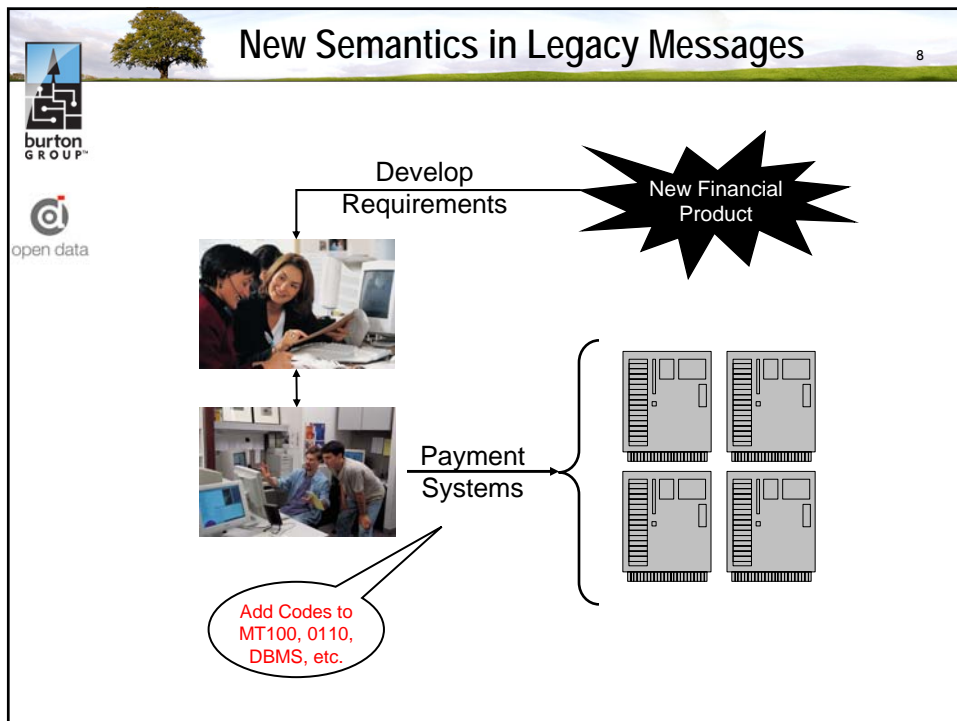 New Semantics in Legacy Messages
8
burton
GROUP™
open data
Develop
Requirements
New Financial
Product
Payment
Systems
Add Codes to
MT100, 0110,
DBMS, etc.